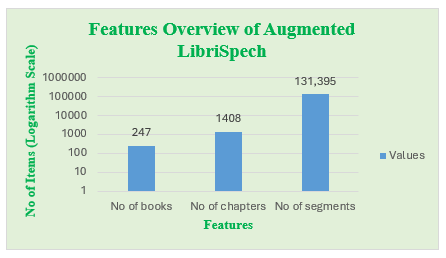 Features Overview of Augmented
LibriSpech
No of Items (Logarithm Scale)
1000000
100000
10000
1000
100
10
1
247
1408
131,395
No of books
No of chapters
No of segments
Features
Values